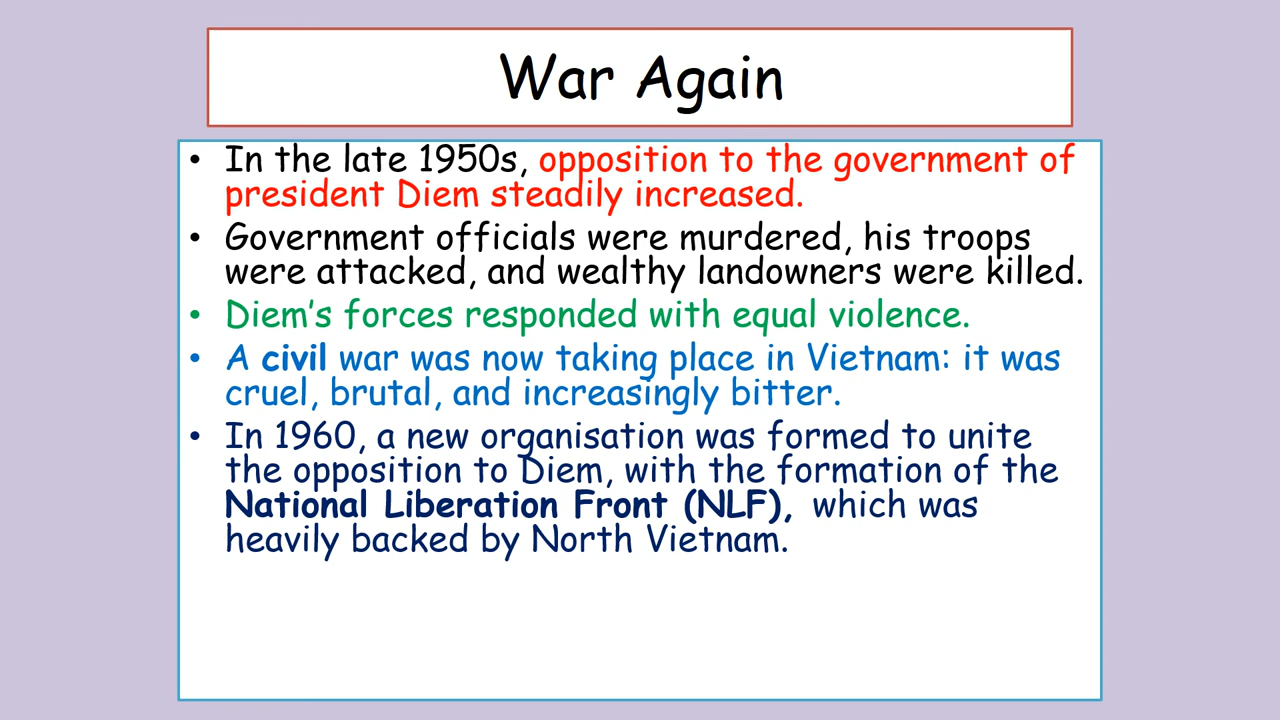 War Again
• In the late 1950s, opposition to the government of
president Diem steadily increased.
• Government officials were murdered, his troops
were attacked, and wealthy landowners were killed.
• Diem's forces responded with equal violence.
• A civil war was now taking place in Vietnam: it was
cruel, brutal, and increasingly bitter.
• In 1960, a new organisation was formed to unite
the opposition to Diem, with the formation of the
National Liberation Front (NLF), which was
heavily backed by North Vietnam.